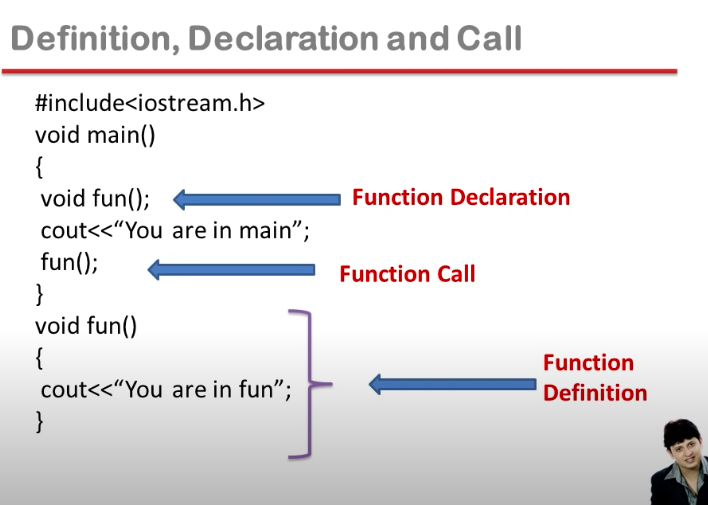 Definition, Declaration and Call
#include<iostream.h>
void main()
{
void fun();
Function Declaration
cout<<“You are in main”;
fun();
Function Call
}
void fun()
{
Function
cout<<“You are in fun”;
Definition
}